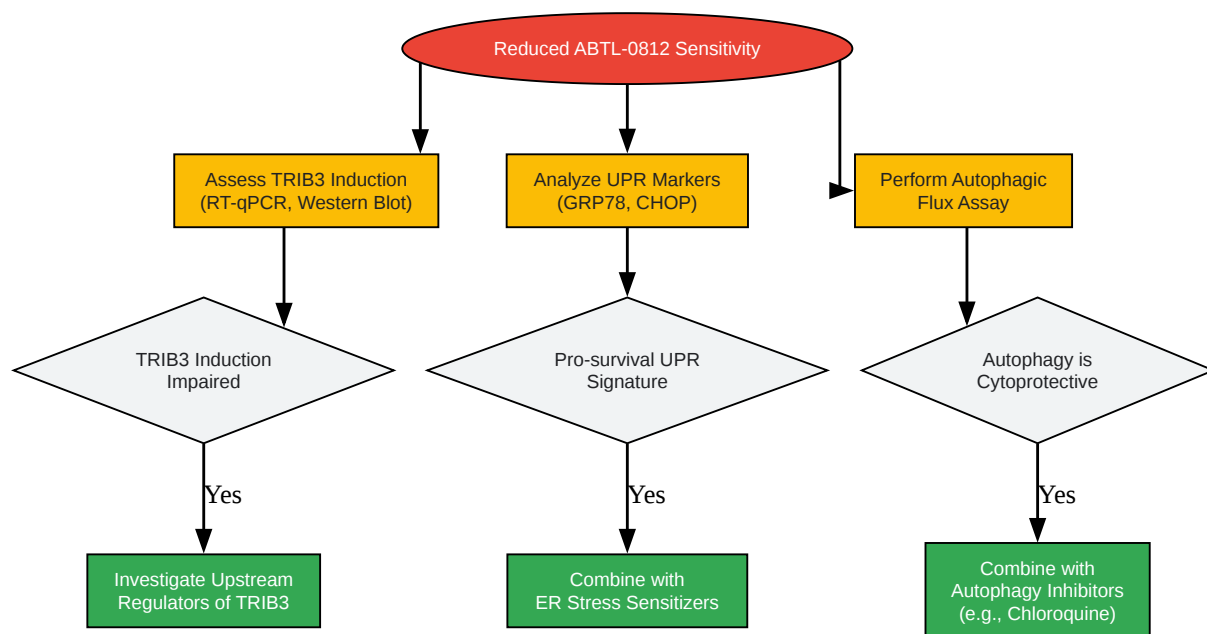 Reduced ABTL-0812 Sensitivity
Assess TRIB3 Induction
(RT-qPCR, Western Blot)
Analyze UPR Markers
(GRP78, CHOP)
Perform Autophagic
Flux Assay
TRIB3 Induction
Impaired
Pro-survival UPR
Signature
Autophagy is
Cytoprotective
Yes
Yes
Yes
Investigate Upstream
Regulators of TRIB3
Combine with
ER Stress Sensitizers
Combine with
Autophagy Inhibitors
(e.g., Chloroquine)